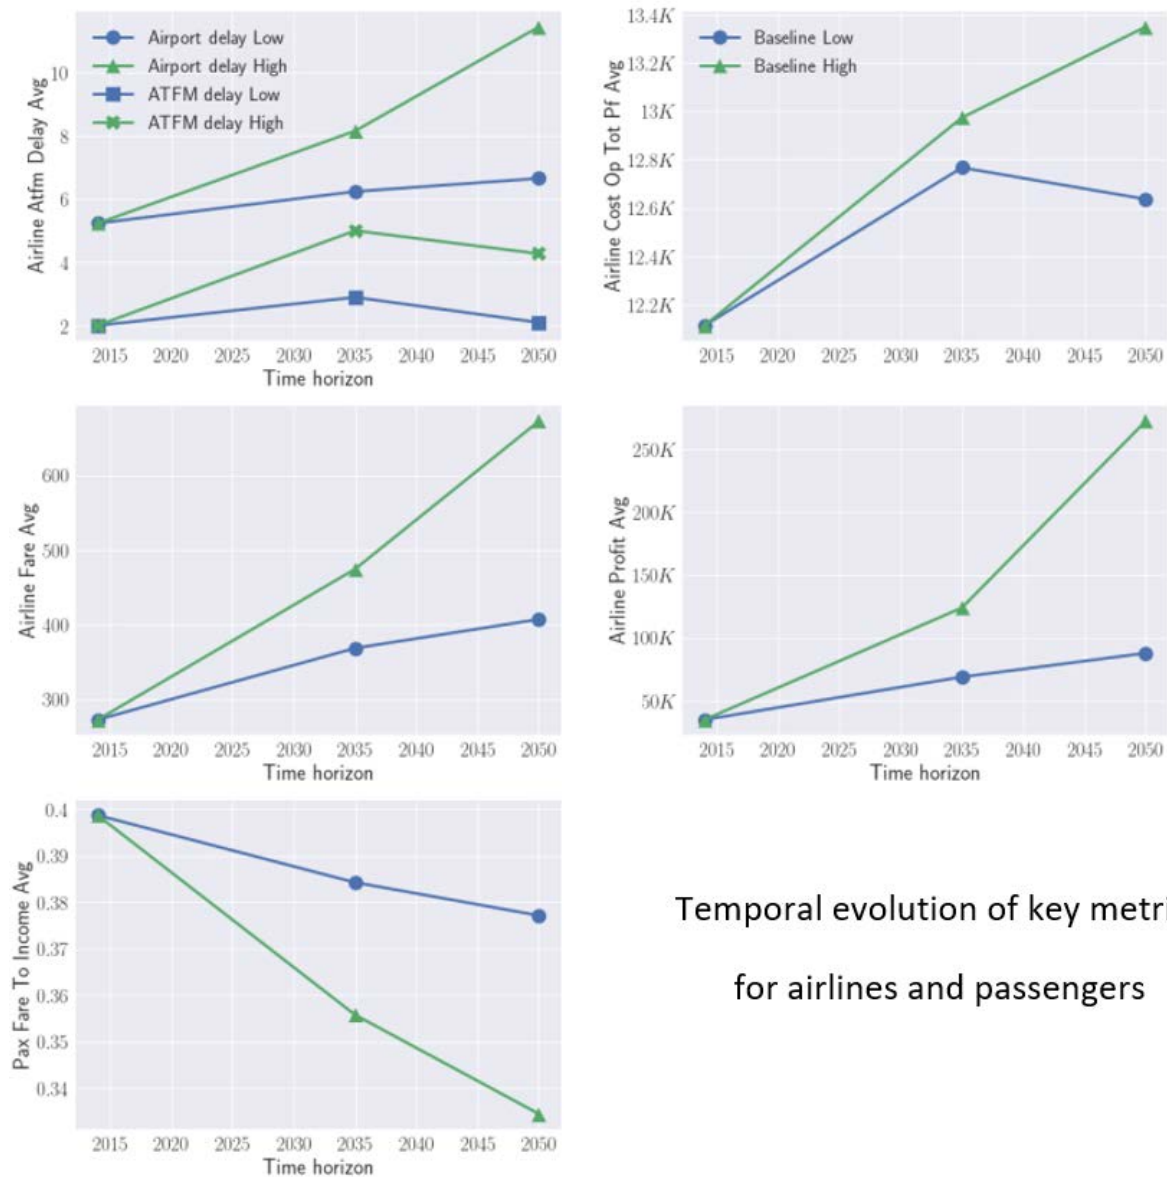 Airline Atfm Delay Avg
Airport delay Low
Airport delay High
ATFM delay Low
ATFM delay High
10
8
6
4
2
2015 2020 2025 2030 2035 2040 2045 2050
Time horizon
Airline Cost Op Tot Pf Avg
Baseline Low
Baseline High
13.4K
13.2K
13K
12.8K
12.6K
12.4K
12.2K
2015 2020 2025 2030 2035 2040 2045 2050
Airline Fare Avg
600
500
400
300
2015 2020 2025 2030 2035 2040 2045 2050
Time horizon
Airline Profit Avg
250K
200K
150K
100K
50K
2015 2020 2025 2030 2035 2040 2045 2050
Time horizon
Pax Fare To Income Avg
0.4
0.39
0.38
0.37
0.36
0.35
0.34
2015 2020 2025 2030 2035 2040 2045 2050
Time horizon
Temporal evolution of key metri
for airlines and passengers